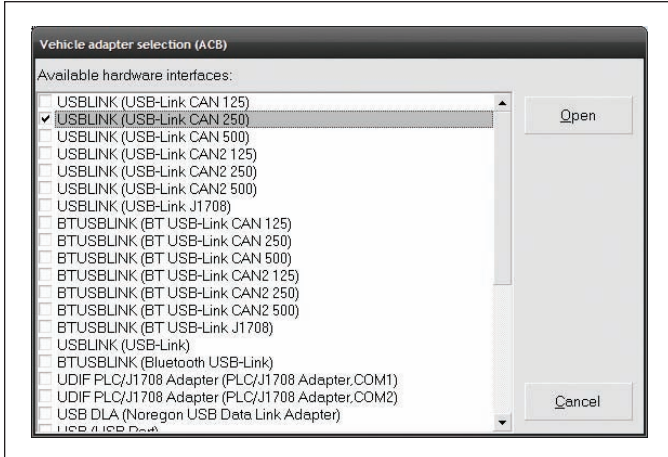 Vehicle adapter selection (ACB)
Available hardware interfaces:
USBLINK (USB-Link CAN 125)
USBLINK (USB-Link CAN 250)
USBLINK (USB-Link CAN 500)
USBLINK (USB-Link CAN2 125)
USBLINK (USB-Link CAN2 250)
USBLINK (USB-Link CAN2 500)
USBLINK (USB-Link J1708)
BTUSBLINK (BT USB-Link CAN 125)
BTUSBLINK (BT USB-Link CAN 250)
BTUSBLINK (BT USB-Link CAN 500)
BTUSBLINK (BT USB-Link CAN2 125)
BTUSBLINK (BT USB-Link CAN2 250)
BTUSBLINK (BT USB-Link CAN2 500)
BTUSBLINK (BT USB-Link J1708)
USBLINK (USB-Link)
BTUSBLINK (Bluetooth USB-Link)
UDIF PLC/J1708 Adapter (PLC/J1708 Adapter,COM1)
UDIF PLC/J1708 Adapter (PLC/J1708 Adapter,COM2)
USB DLA (Noregon USB Data Link Adapter)
USB (USB Port)
Open
Cancel